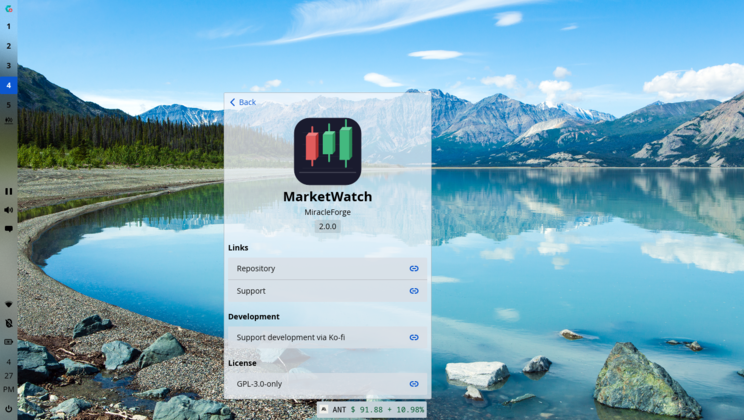 1
2
3
4
5
4
27
PM
Back
MarketWatch
MiracleForge
2.0.0
Links
Repository
Support
Development
Support development via Ko-fi
License
GPL-3.0-only
ANT $ 91.88 + 10.98%